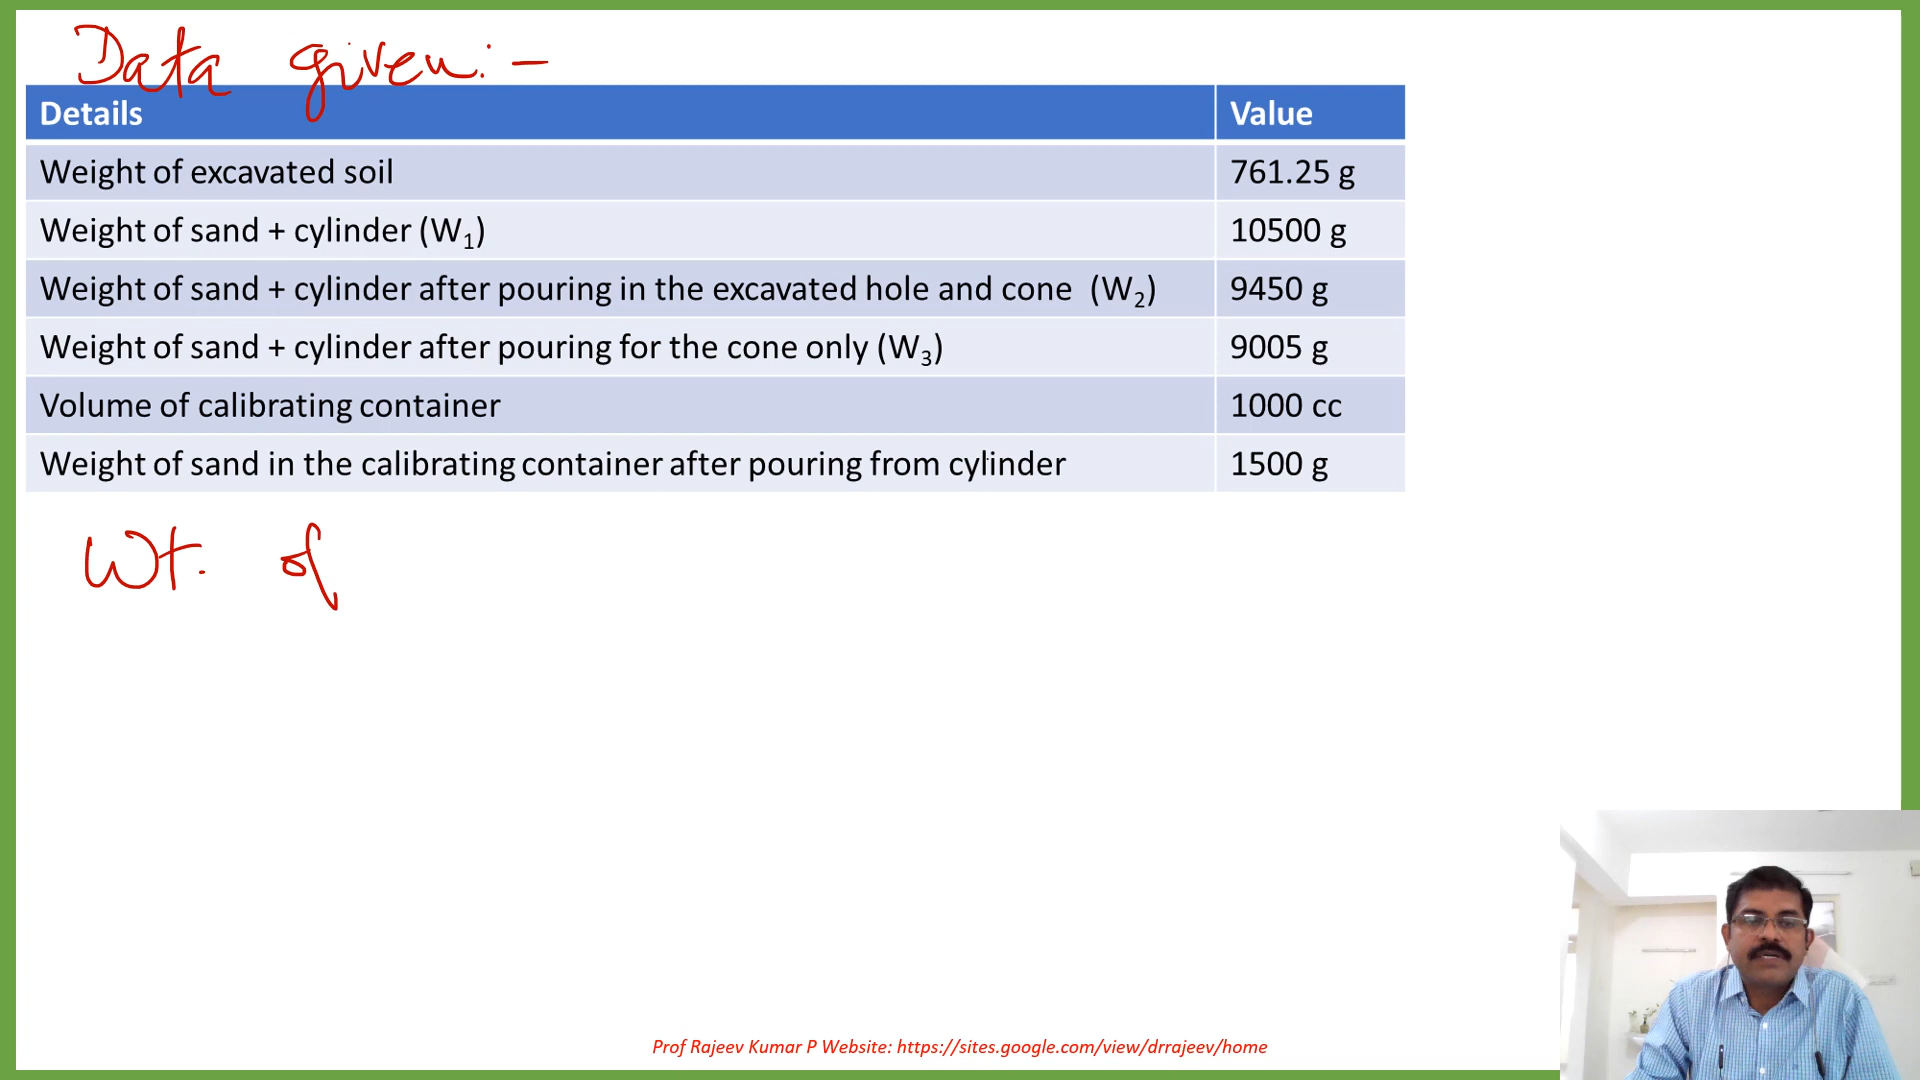 Data given:-
Details Value
Weight of excavated soil 761.25 g
Weight of sand + cylinder (W₁) 10500 g
Weight of sand + cylinder after pouring in the excavated hole and cone (W₂) 9450 g
Weight of sand + cylinder after pouring for the cone only (W₃) 9005 g
Volume of calibrating container 1000 cc
Weight of sand in the calibrating container after pouring from cylinder 1500 g
Wt. of
Prof Rajeev Kumar P Website: https://sites.google.com/view/drrajeev/home